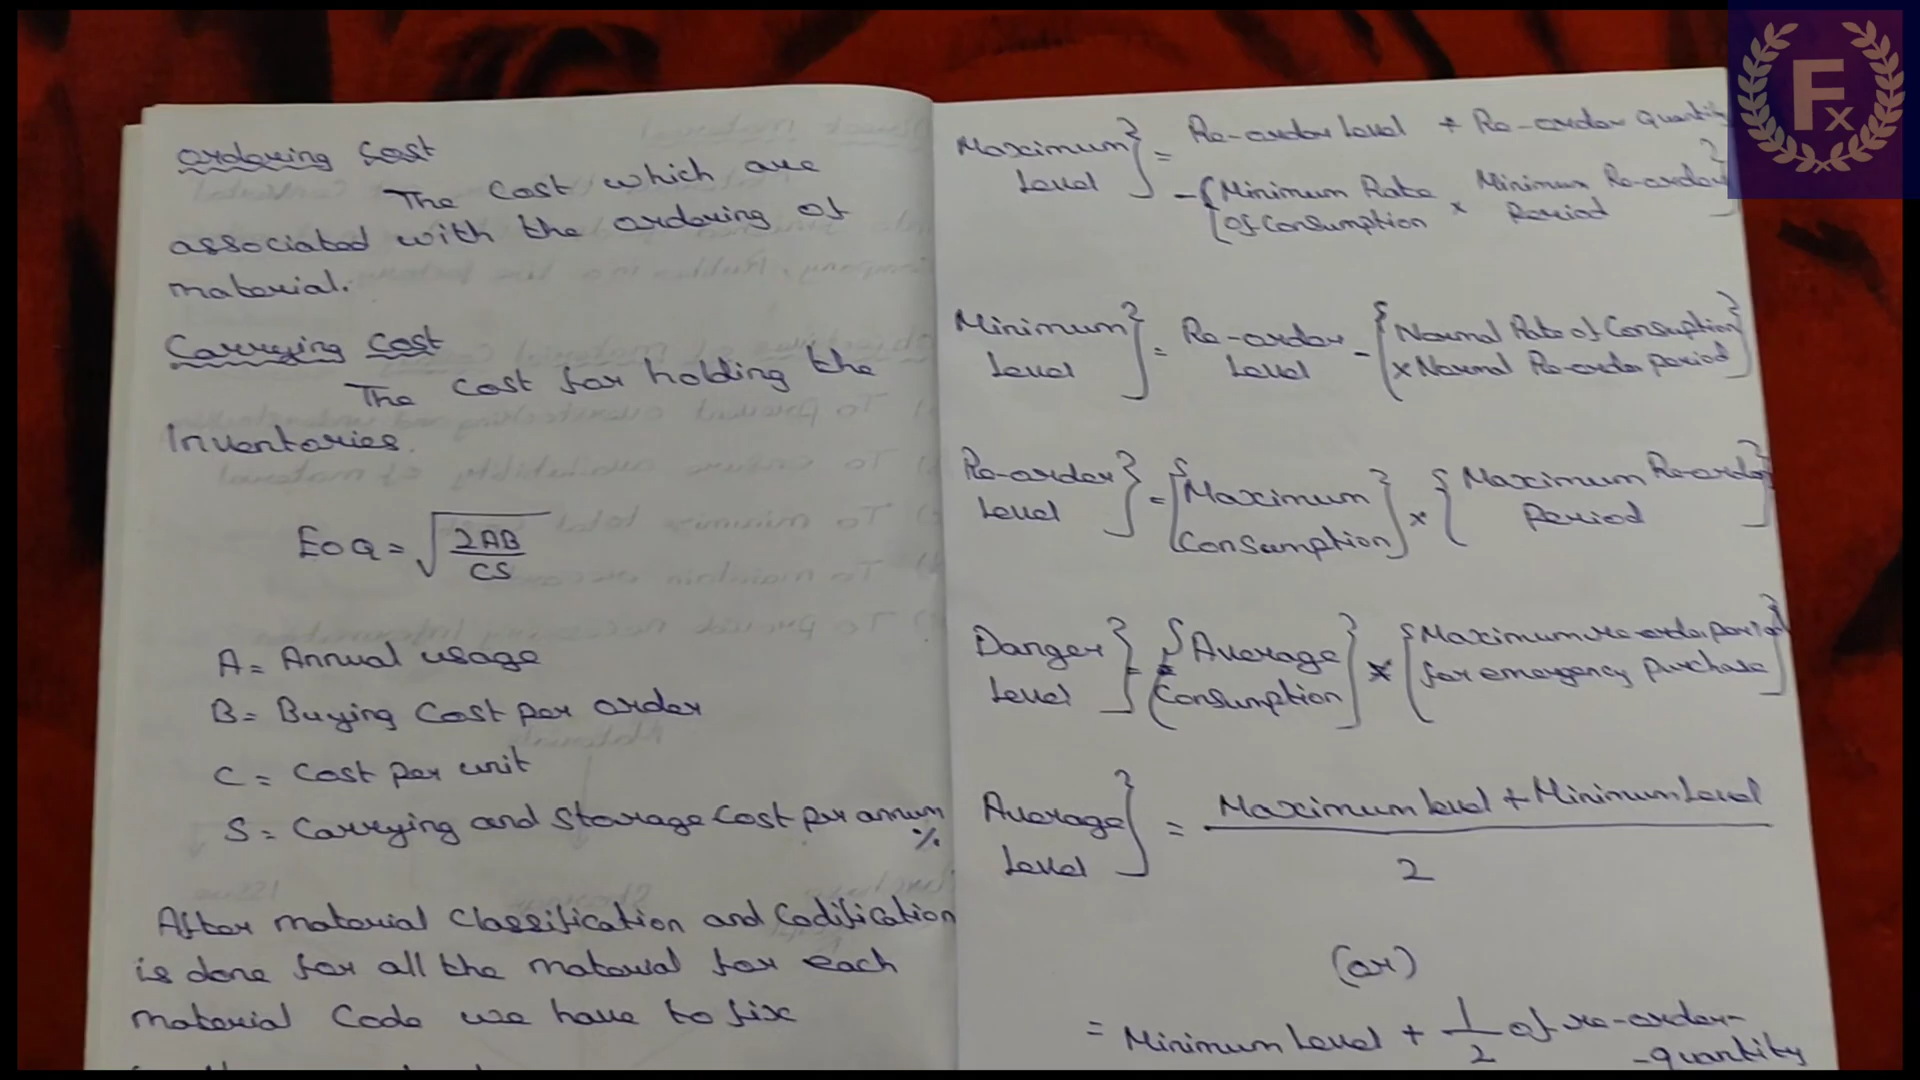 Ordering Cost
The Cost which are
associated with the ordering of
material.
Carrying Cost
The Cost for holding the
Inventories.
EOQ = √2AB/CS
A = Annual usage
B = Buying Cost per order
C = Cost per unit
S = Carrying and Storage Cost per annum
%
After material Classification and Codification
is done for all the material for each
material Code we have to fix
Maximum Level } = Re-order Level + Re-order quantity
- { Minimum Rate of Consumption × Minimum Re-order Period }
Minimum Level } = Re-order Level - { Normal Rate of Consuption × Normal Re-order period }
Re-order Level } = { Maximum Consumption } × { Maximum Re-order Period }
Danger Level } = { Average Consumption } × { Maximum re-order period for emergency purchase }
Average Level } = Maximum level + Minimum Level
2
(or)
= Minimum Level + 1/2 of re-order-
-quantity
Fx